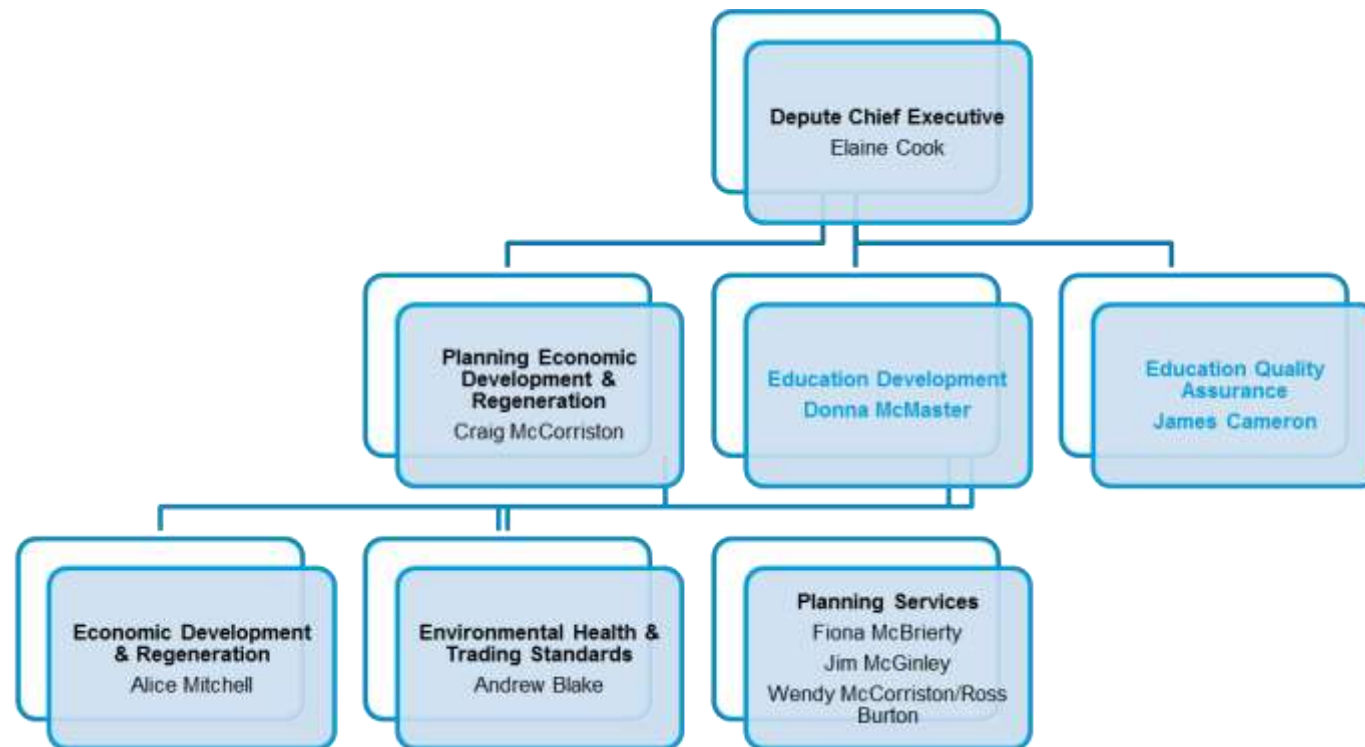 Depute Chief Executive
Elaine Cook
Planning Economic
Development &
Regeneration
Craig McCorriston
Education Development
Donna McMaster
Education Quality
Assurance
James Cameron
Economic Development
& Regeneration
Alice Mitchell
Environmental Health &
Trading Standards
Andrew Blake
Planning Services
Fiona McBrierty
Jim McGinley
Wendy McCorriston/Ross
Burton